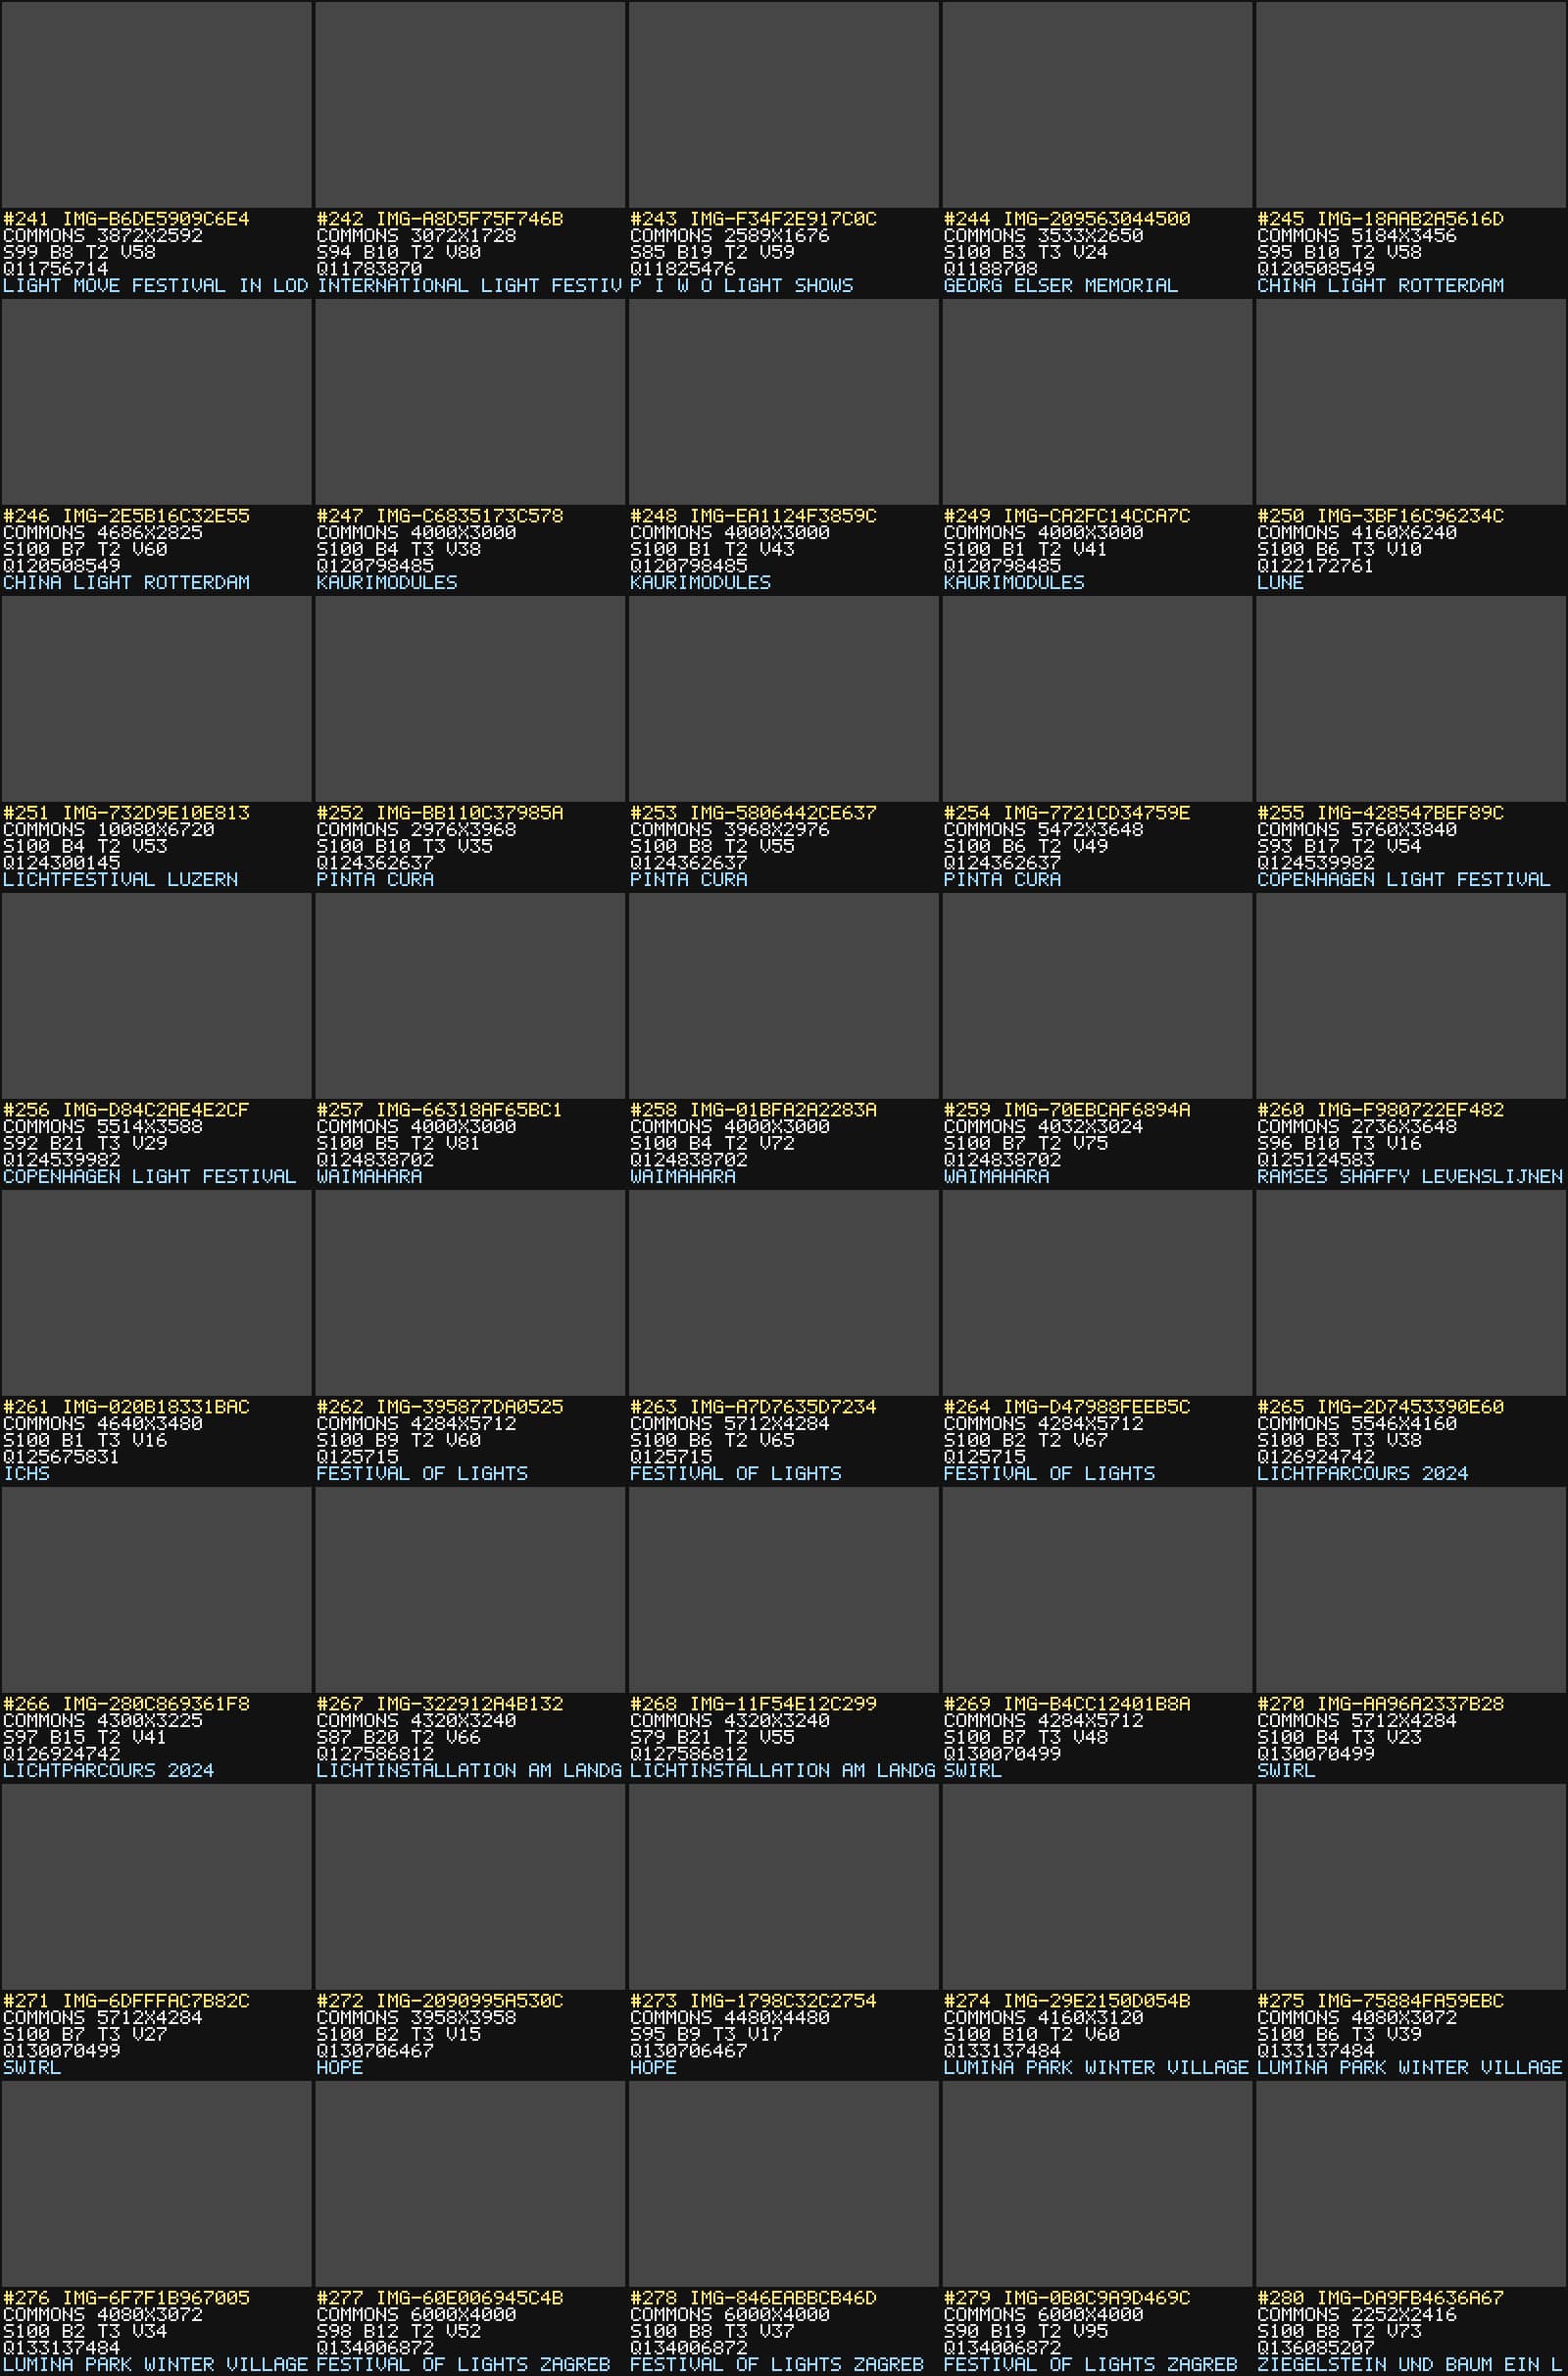 #241 IMG-B6DE5909C6E4
COMMONS 3872X2592
S99 B8 T2 V58
Q11756714
LIGHT MOVE FESTIVAL IN LOD
#242 IMG-A8D5F75F746B
COMMONS 3072X1728
S94 B10 T2 V80
Q11783870
INTERNATIONAL LIGHT FESTIV
#243 IMG-F34F2E917C0C
COMMONS 2589X1676
S85 B19 T2 V59
Q11825476
P I W O LIGHT SHOWS
#244 IMG-209563044500
COMMONS 3533X2650
S100 B3 T3 V24
Q1188708
GEORG ELSER MEMORIAL
#245 IMG-18AAB2A5616D
COMMONS 5184X3456
S95 B10 T2 V58
Q120508549
CHINA LIGHT ROTTERDAM
#246 IMG-2E5B16C32E55
COMMONS 4686X2825
S100 B7 T2 V60
Q120508549
CHINA LIGHT ROTTERDAM
#247 IMG-C6835173C578
COMMONS 4000X3000
S100 B4 T3 V38
Q120798485
KAURIMODULES
#248 IMG-EA1124F3859C
COMMONS 4000X3000
S100 B1 T2 V43
Q120798485
KAURIMODULES
#249 IMG-CA2FC14CCA7C
COMMONS 4000X3000
S100 B1 T2 V41
Q120798485
KAURIMODULES
#250 IMG-3BF16C96234C
COMMONS 4160X6240
S100 B6 T3 V10
Q122172761
LUNE
#251 IMG-732D9E10E813
COMMONS 10080X6720
S100 B4 T2 V53
Q124300145
LICHTFESTIVAL LUZERN
#252 IMG-BB110C37985A
COMMONS 2976X3968
S100 B10 T3 V35
Q124362637
PINTA CURA
#253 IMG-5806442CE637
COMMONS 3968X2976
S100 B8 T2 V55
Q124362637
PINTA CURA
#254 IMG-7721CD34759E
COMMONS 5472X3648
S100 B6 T2 V49
Q124362637
PINTA CURA
#255 IMG-428547BEF89C
COMMONS 5760X3840
S93 B17 T2 V54
Q124539982
COPENHAGEN LIGHT FESTIVAL
#256 IMG-D84C2AE4E2CF
COMMONS 5514X3588
S92 B21 T3 V29
Q124539982
COPENHAGEN LIGHT FESTIVAL
#257 IMG-66318AF65BC1
COMMONS 4000X3000
S100 B5 T2 V81
Q124838702
WAIMAHARA
#258 IMG-01BFA2A2283A
COMMONS 4000X3000
S100 B4 T2 V72
Q124838702
WAIMAHARA
#259 IMG-70EBCAF6894A
COMMONS 4032X3024
S100 B7 T2 V75
Q124838702
WAIMAHARA
#260 IMG-F980722EF482
COMMONS 2736X3648
S96 B10 T3 V16
Q125124583
RAMSES SHAFFY LEVENSLIJNEN
#261 IMG-020B18331BAC
COMMONS 4640X3480
S100 B1 T3 V16
Q125675831
ICHS
#262 IMG-395877DA0525
COMMONS 4284X5712
S100 B9 T2 V60
Q125715
FESTIVAL OF LIGHTS
#263 IMG-A7D7635D7234
COMMONS 5712X4284
S100 B6 T2 V65
Q125715
FESTIVAL OF LIGHTS
#264 IMG-D47988FEEB5C
COMMONS 4284X5712
S100 B2 T2 V67
Q125715
FESTIVAL OF LIGHTS
#265 IMG-2D7453390E60
COMMONS 5546X4160
S100 B3 T3 V38
Q126924742
LICHTPARCOURS 2024
#266 IMG-280C869361F8
COMMONS 4300X3225
S97 B15 T2 V41
Q126924742
LICHTPARCOURS 2024
#267 IMG-322912A4B132
COMMONS 4320X3240
S87 B20 T2 V66
Q127586812
LICHTINSTALLATION AM LANDG
#268 IMG-11F54E12C299
COMMONS 4320X3240
S79 B21 T2 V55
Q127586812
LICHTINSTALLATION AM LANDG
#269 IMG-B4CC12401B8A
COMMONS 4284X5712
S100 B7 T3 V48
Q130070499
SWIRL
#270 IMG-AA96A2337B28
COMMONS 5712X4284
S100 B4 T3 V23
Q130070499
SWIRL
#271 IMG-6DFFFAC7B82C
COMMONS 5712X4284
S100 B7 T3 V27
Q130070499
SWIRL
#272 IMG-2090995A530C
COMMONS 3958X3958
S100 B2 T3 V15
Q130706467
HOPE
#273 IMG-1798C32C2754
COMMONS 4480X4480
S95 B9 T3 V17
Q130706467
HOPE
#274 IMG-29E2150D054B
COMMONS 4160X3120
S100 B10 T2 V60
Q133137484
LUMINA PARK WINTER VILLAGE
#275 IMG-75884FA59EBC
COMMONS 4080X3072
S100 B6 T3 V39
Q133137484
LUMINA PARK WINTER VILLAGE
#276 IMG-6F7F1B967005
COMMONS 4080X3072
S100 B2 T3 V34
Q133137484
LUMINA PARK WINTER VILLAGE
#277 IMG-60E006945C4B
COMMONS 6000X4000
S98 B12 T2 V52
Q134006872
FESTIVAL OF LIGHTS ZAGREB
#278 IMG-846EABBCB46D
COMMONS 6000X4000
S100 B8 T3 V37
Q134006872
FESTIVAL OF LIGHTS ZAGREB
#279 IMG-0B0C9A9D469C
COMMONS 6000X4000
S90 B19 T2 V95
Q134006872
FESTIVAL OF LIGHTS ZAGREB
#280 IMG-DA9FB4636A67
COMMONS 2252X2416
S100 B8 T2 V73
Q136085207
ZIEGELSTEIN UND BAUM EIN L